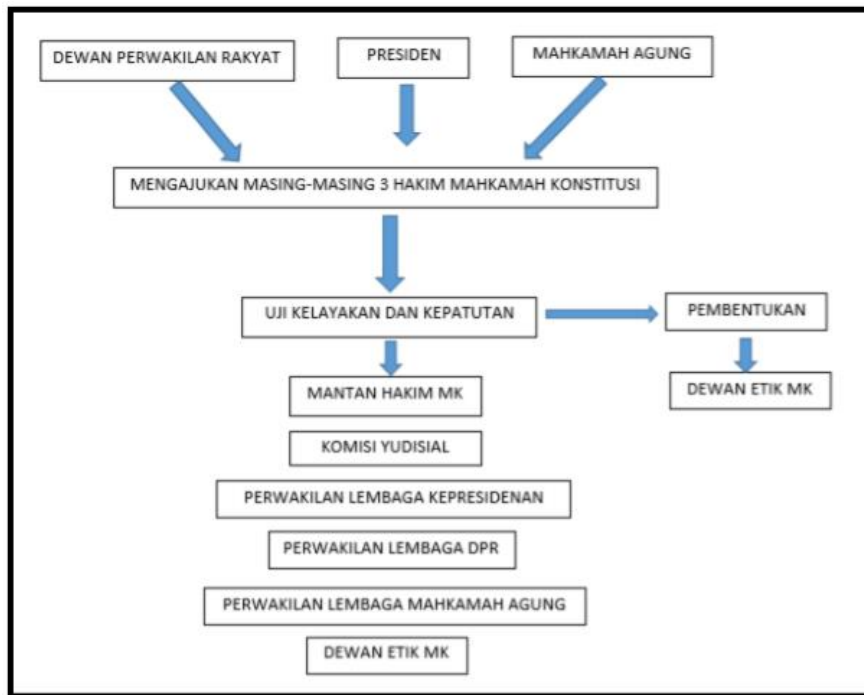 DEWAN PERWAKILAN RAKYAT
PRESIDEN
MAHKAMAH AGUNG
MENGAJUKAN MASING-MASING 3 HAKIM MAHKAMAH KONSTITUSI
UJI KELAYAKAN DAN KEPATUTAN
PEMBENTUKAN
MANTAN HAKIM MK
DEWAN ETIK MK
KOMISI YUDISIAL
PERWAKILAN LEMBAGA KEPRESIDENAN
PERWAKILAN LEMBAGA DPR
PERWAKILAN LEMBAGA MAHKAMAH AGUNG
DEWAN ETIK MK